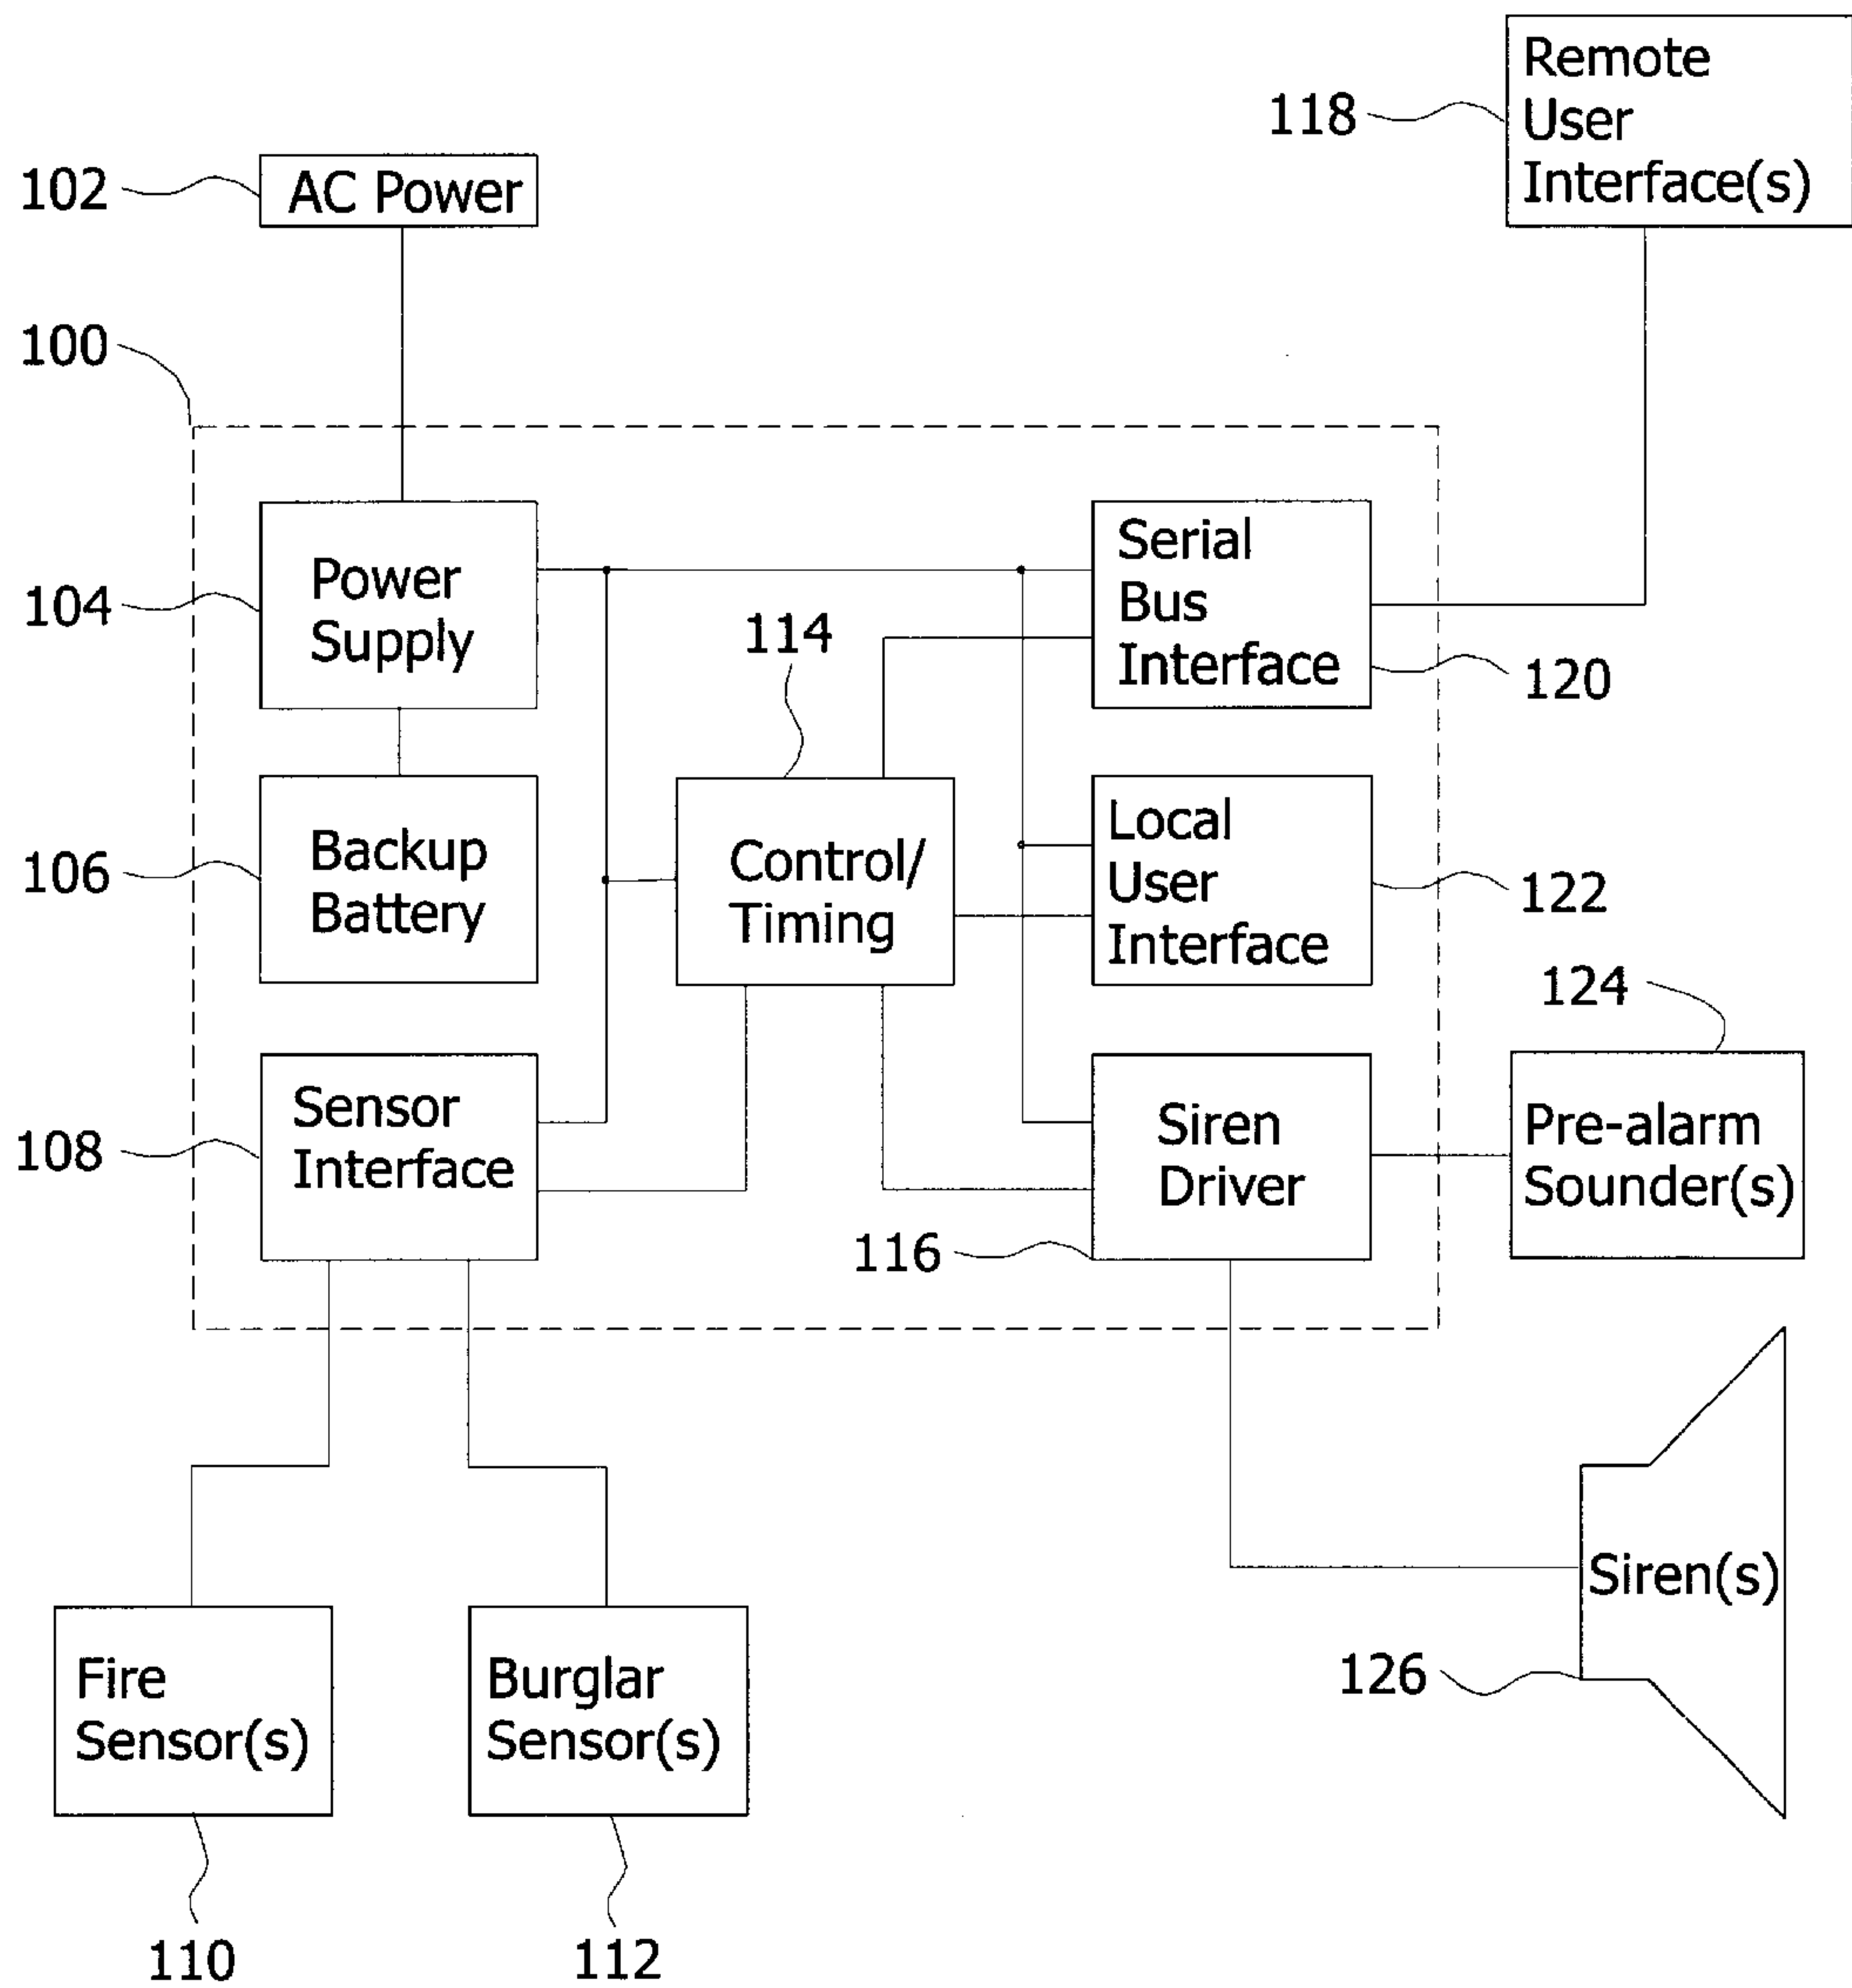 Remote
User
Interface(s)
118
AC Power
102
100
Power
Supply
104
Serial
Bus
Interface
120
114
Backup
Battery
106
Control/
Timing
Local
User
Interface
122
124
Sensor
Interface
108
Siren
Driver
116
Pre-alarm
Sounder(s)
Siren(s)
126
Fire
Sensor(s)
110
Burglar
Sensor(s)
112